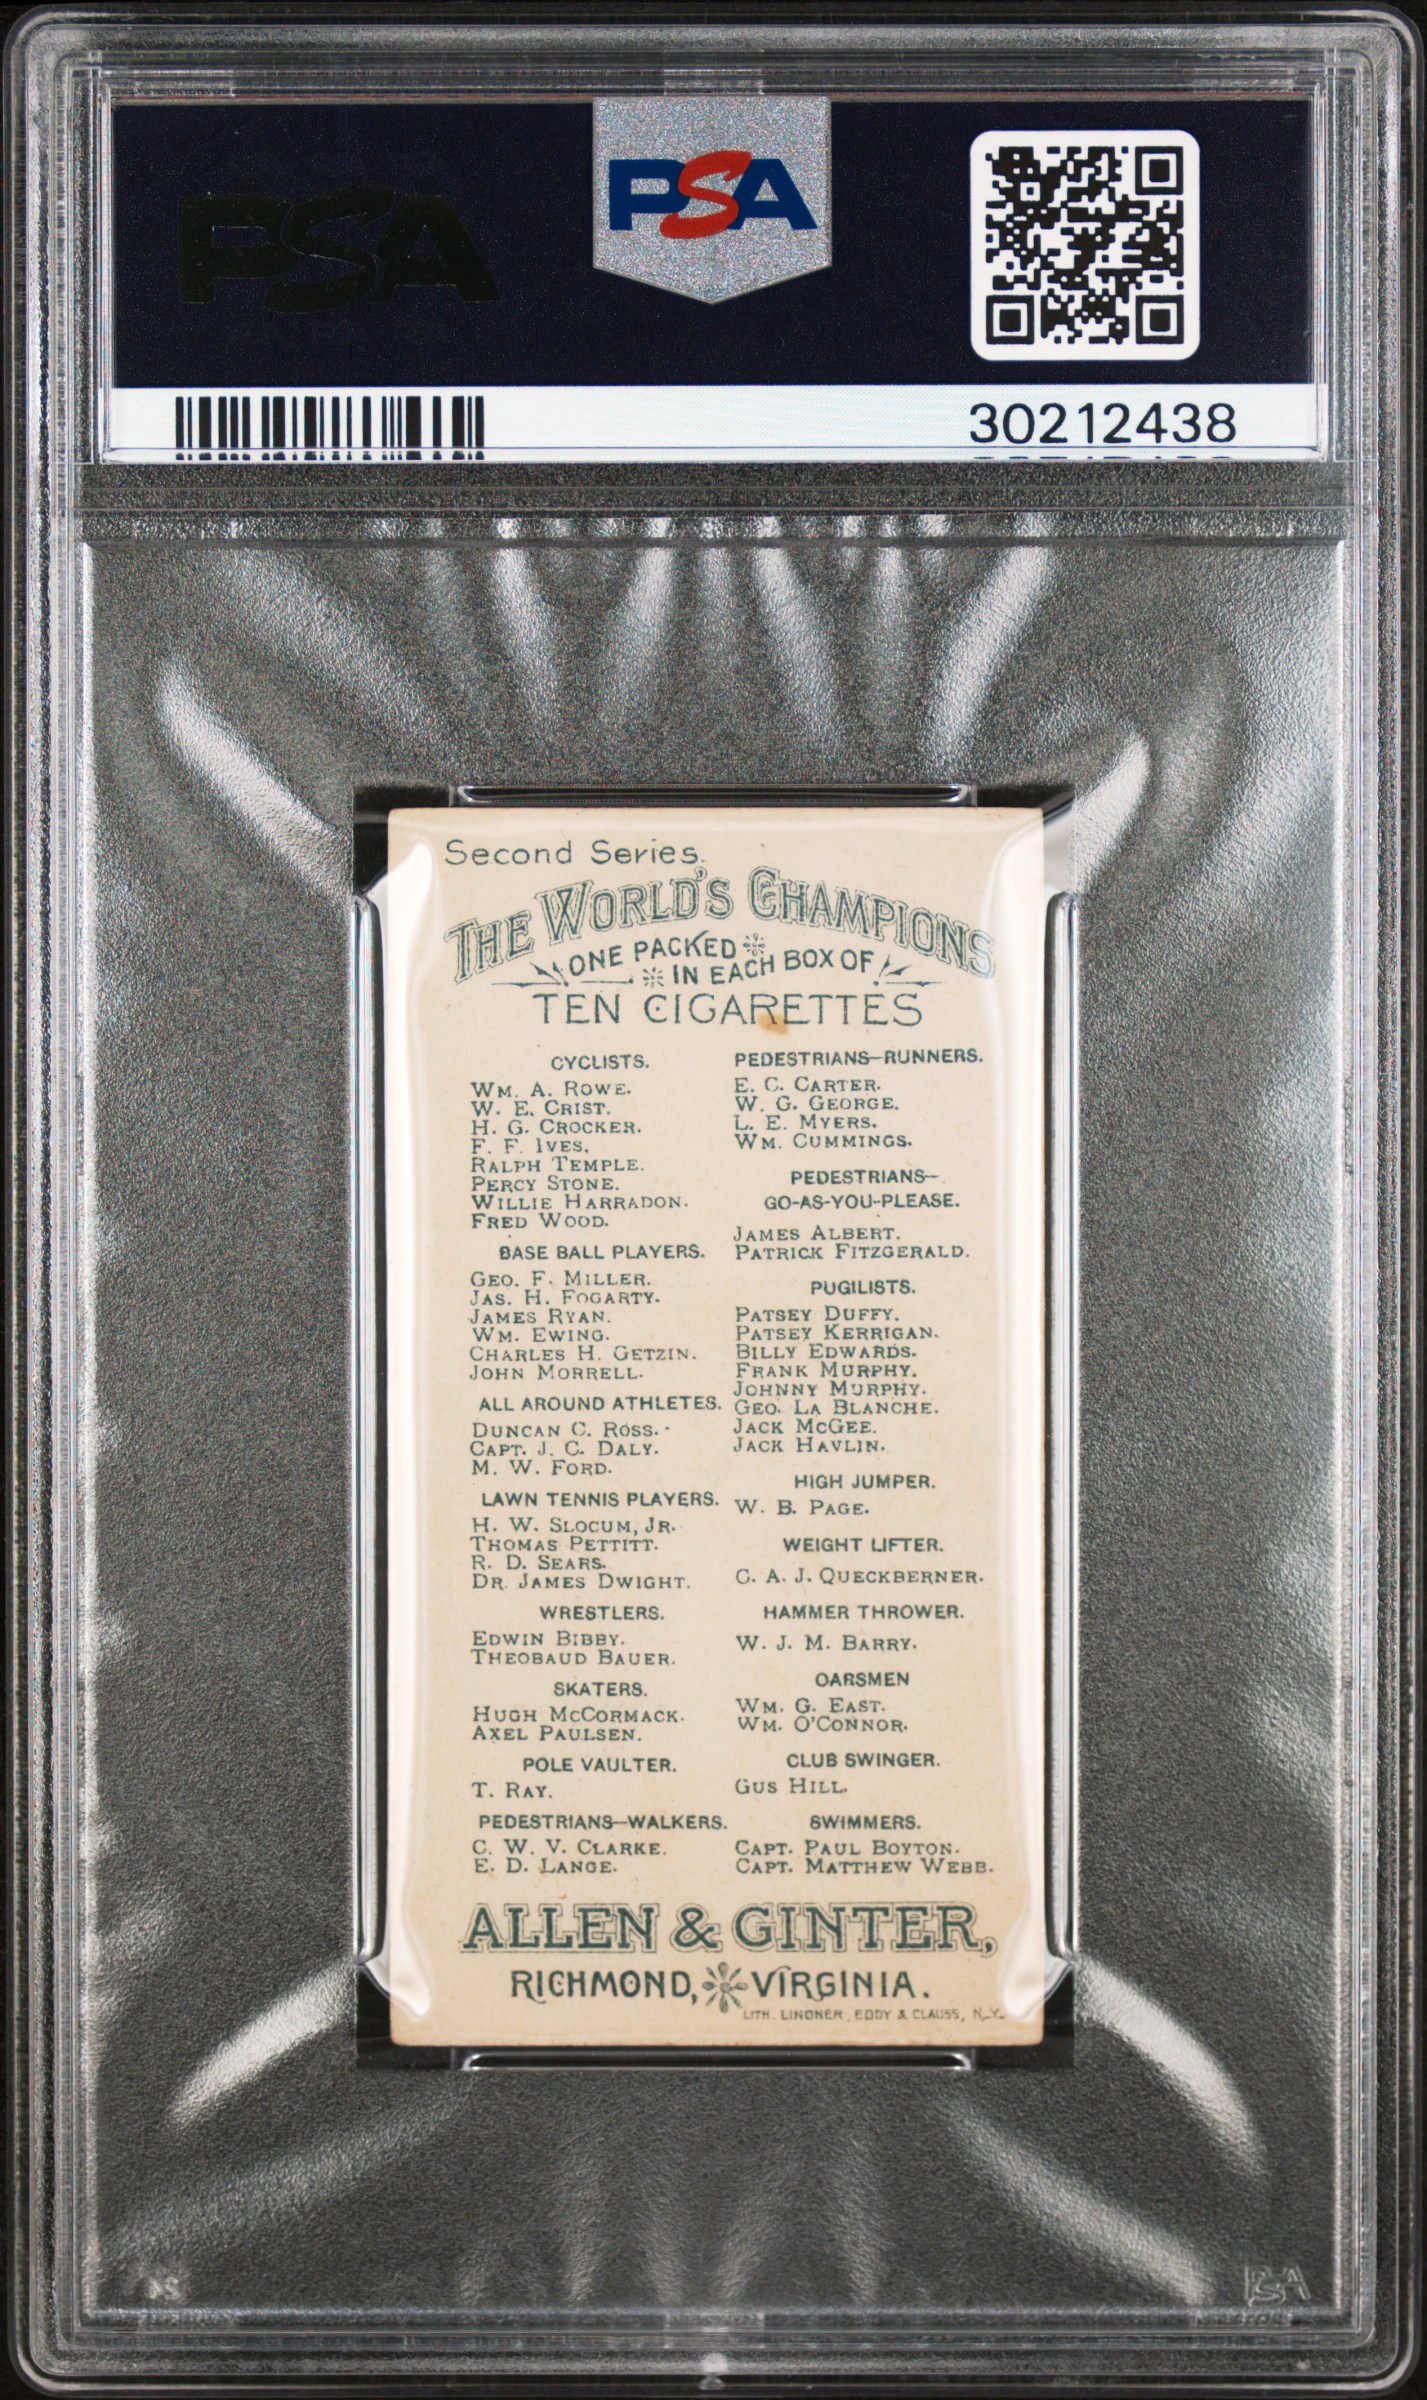 PSA
PSA
30212438
Second Series.
THE WORLD'S CHAMPIONS
ONE PACKED
IN EACH BOX OF
TEN CIGARETTES
CYCLISTS.
WM. A. ROWE.
W. E. CRIST.
H. G. CROCKER.
F. F. IVES.
RALPH TEMPLE.
PERCY STONE.
WILLIE HARRADON.
FRED WOOD.
BASE BALL PLAYERS.
GEO. F. MILLER.
JAS. H. FOGARTY.
JAMES RYAN.
WM. EWING.
CHARLES H. GETZIN.
JOHN MORRELL.
ALL AROUND ATHLETES.
DUNCAN C. ROSS.
CAPT. J. C. DALY.
M. W. FORD.
LAWN TENNIS PLAYERS.
H. W. SLOCUM, JR.
THOMAS PETTITT.
R. D. SEARS.
DR. JAMES DWIGHT.
WRESTLERS.
EDWIN BIBBY.
THEOBAUD BAUER.
SKATERS.
HUGH MCCORMACK.
AXEL PAULSEN.
POLE VAULTER.
T. RAY.
PEDESTRIANS—WALKERS.
C. W. V. CLARKE.
E. D. LANGE.
PEDESTRIANS—RUNNERS.
E. C. CARTER.
W. G. GEORGE.
L. E. MYERS.
WM. CUMMINGS.
PEDESTRIANS—
GO-AS-YOU-PLEASE.
JAMES ALBERT.
PATRICK FITZGERALD.
PUGILISTS.
PATSEY DUFFY.
PATSEY KERRIGAN.
BILLY EDWARDS.
FRANK MURPHY.
JOHNNY MURPHY.
GEO. LA BLANCHE.
JACK MCGEE.
JACK HAVLIN.
HIGH JUMPER.
W. B. PAGE.
WEIGHT LIFTER.
C. A. J. QUECKBERNER.
HAMMER THROWER.
W. J. M. BARRY.
OARSMEN
WM. G. EAST.
WM. O'CONNOR.
CLUB SWINGER.
GUS HILL.
SWIMMERS.
CAPT. PAUL BOYTON.
CAPT. MATTHEW WEBB.
ALLEN & GINTER,
RICHMOND, VIRGINIA.
LITH. LINDNER, EDDY & CLAUSS, N.Y.
NS
PSA